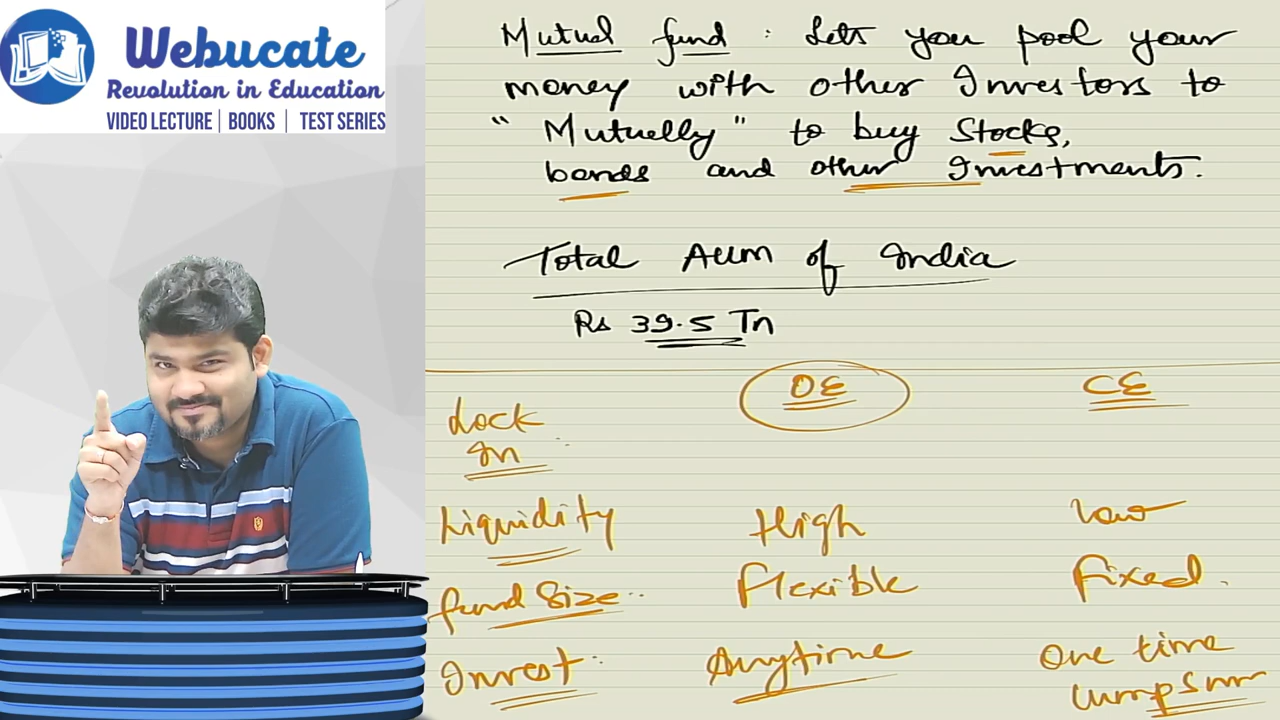 Webucate
Revolution in Education
VIDEO LECTURE | BOOKS | TEST SERIES
Mutual fund : Lets you pool your
money with other Investors to
"Mutually" to buy Stocks,
bonds and other Investments.
Total AUM of India
Rs 39.5 Tn
OE CE
Lock
In :
Liquidity High Low
fund Size : Flexible Fixed.
Invest : Anytime One time
Lumpsum